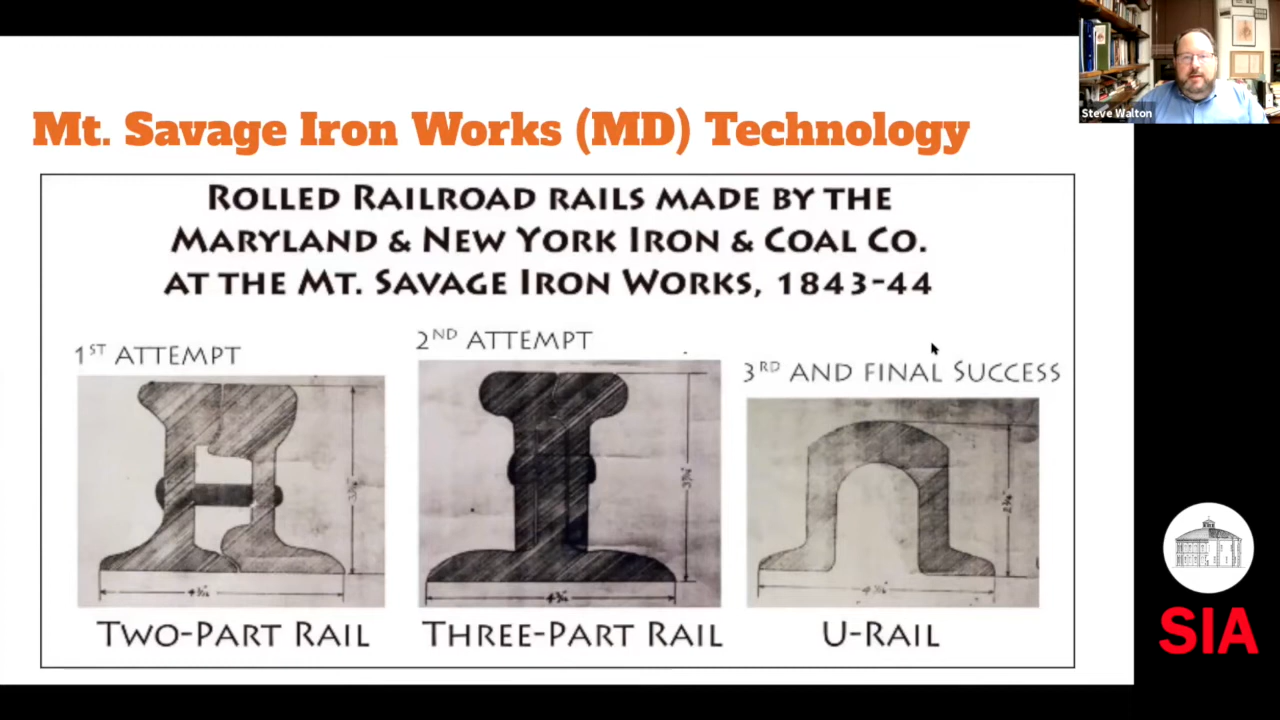 Steve Walton
Mt. Savage Iron Works (MD) Technology
ROLLED RAILROAD RAILS MADE BY THE
MARYLAND & NEW YORK IRON & COAL CO.
AT THE MT. SAVAGE IRON WORKS, 1843-44
1ST ATTEMPT
2ND ATTEMPT
3RD AND FINAL SUCCESS
TWO-PART RAIL
THREE-PART RAIL
U-RAIL
SIA